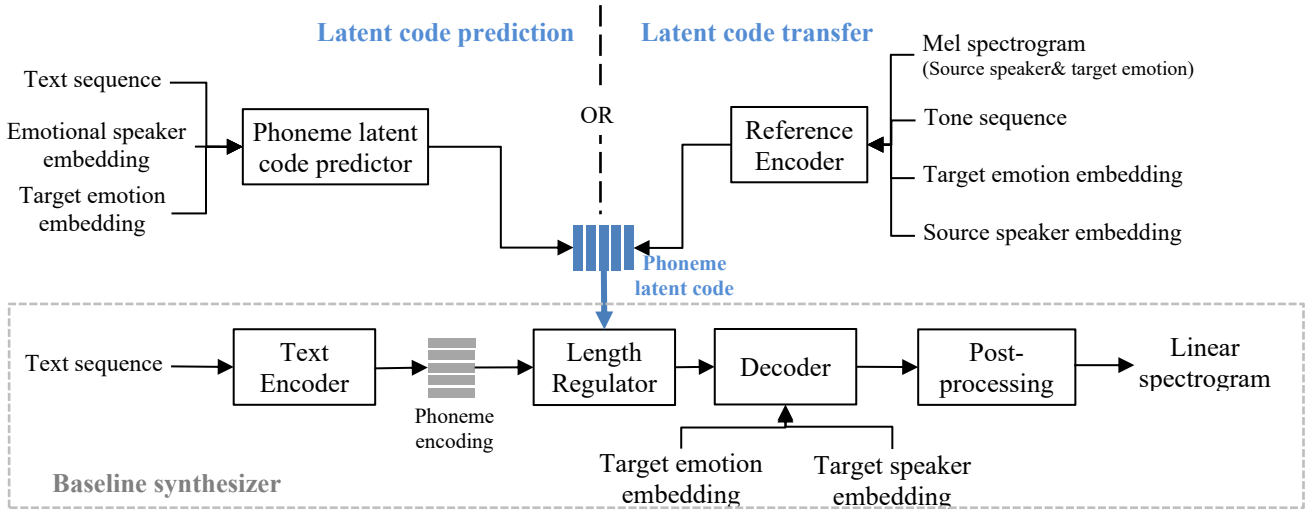 Latent code prediction
Latent code transfer
Text sequence
Emotional speaker
embedding
Target emotion
embedding
Phoneme latent
code predictor
OR
Reference
Encoder
Mel spectrogram
(Source speaker& target emotion)
Tone sequence
Target emotion embedding
Source speaker embedding
Phoneme
latent code
Text sequence
Text
Encoder
Phoneme
encoding
Length
Regulator
Decoder
Post-
processing
Linear
spectrogram
Target emotion
embedding
Target speaker
embedding
Baseline synthesizer